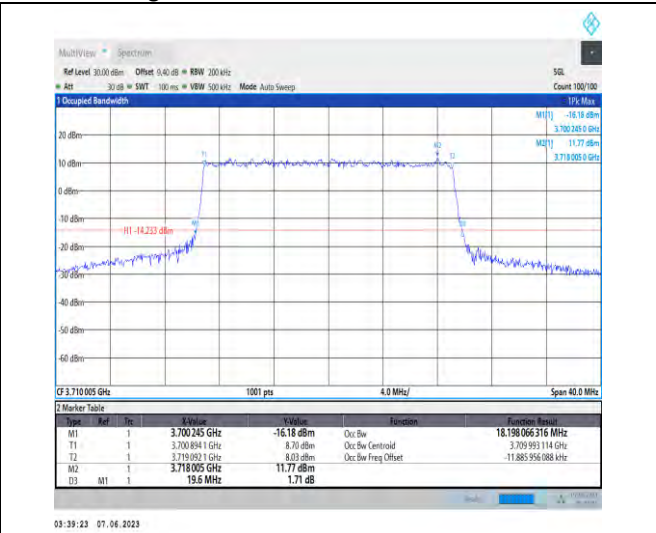 MultiView Spectrum
Ref Level 30.00 dBm Offset 9.40 dB RBW 200 kHz SGL
Att 30 dB SWT 100 ms VBW 500 kHz Mode Auto Sweep Count 100/100
1 Occupied Bandwidth 1Pk Max
M1[1] -16.18 dBm
3.700 245 0 GHz
M2[1] 11.77 dBm
3.718 005 0 GHz
20 dBm
M2
T1
T2
10 dBm
0 dBm
-10 dBm
M1
D3
H1 -14.233 dBm
-20 dBm
-30 dBm
-40 dBm
-50 dBm
-60 dBm
CF 3.710 005 GHz 1001 pts 4.0 MHz/ Span 40.0 MHz
2 Marker Table
Type Ref Trc X-Value Y-Value Function Function Result
M1 1 3.700 245 GHz -16.18 dBm Occ Bw 18.198 066 316 MHz
T1 1 3.700 894 1 GHz 8.70 dBm Occ Bw Centroid 3.709 993 114 GHz
T2 1 3.719 092 1 GHz 8.03 dBm Occ Bw Freq Offset -11.885 956 088 kHz
M2 1 3.718 005 GHz 11.77 dBm
D3 M1 1 19.6 MHz 1.71 dB
03:39:23 07.06.2023